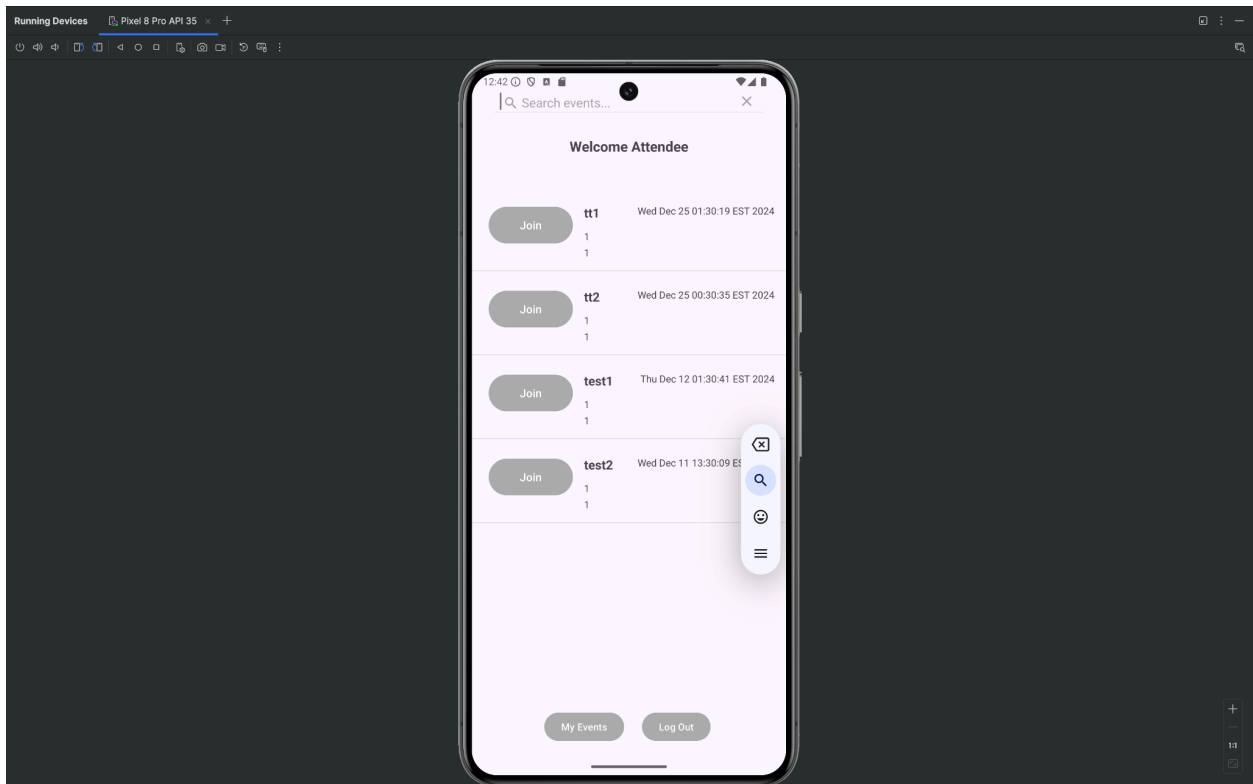 Running Devices
Pixel 8 Pro API 35
12:42
Search events...
Welcome Attendee
Join
tt1
Wed Dec 25 01:30:19 EST 2024
1
1
Join
tt2
Wed Dec 25 00:30:35 EST 2024
1
1
Join
test1
Thu Dec 12 01:30:41 EST 2024
1
1
Join
test2
Wed Dec 11 13:30:09
1
1
My Events
Log Out
1:1